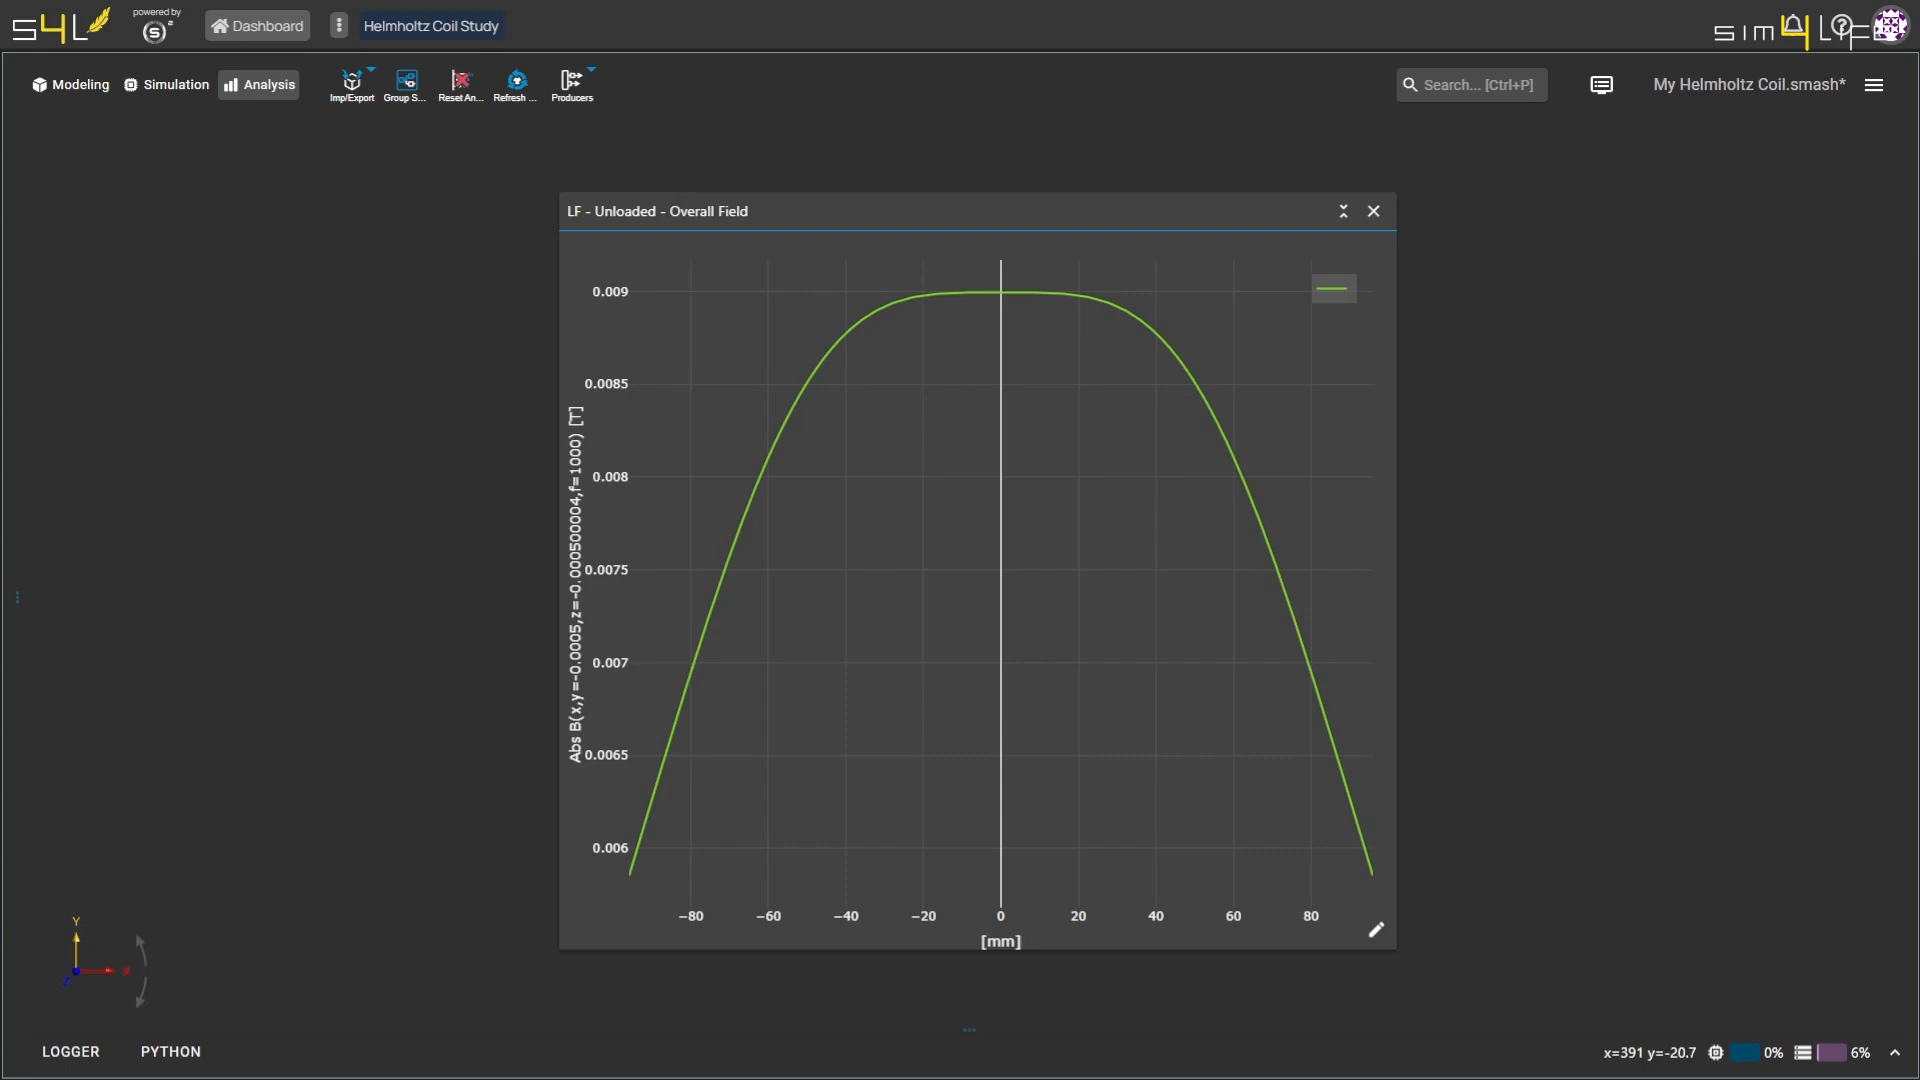 S4L
powered by
S
Dashboard
Helmholtz Coil Study
sim4LIFE
Modeling
Simulation
Analysis
Imp/Export
Group S...
Reset An...
Refresh ...
Producers
Search... [Ctrl+P]
My Helmholtz Coil.smash*
LF - Unloaded - Overall Field
Abs B(x,y=-0.0005,z=-0.000500004,f=1000) [T]
0.009
0.0085
0.008
0.0075
0.007
0.0065
0.006
−80
−60
−40
−20
0
20
40
60
80
[mm]
Y
X
Z
LOGGER
PYTHON
x=391 y=-20.7
0%
6%